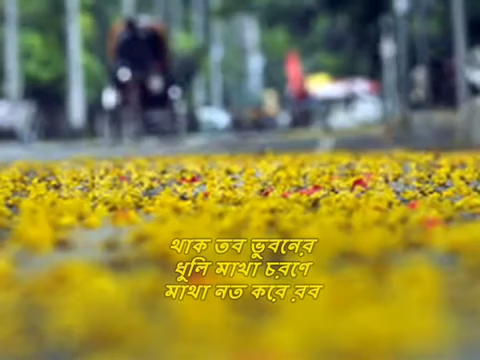 থাক তব ভুবনের
ধুলি মাখা চরণে
মাথা নত করে রব